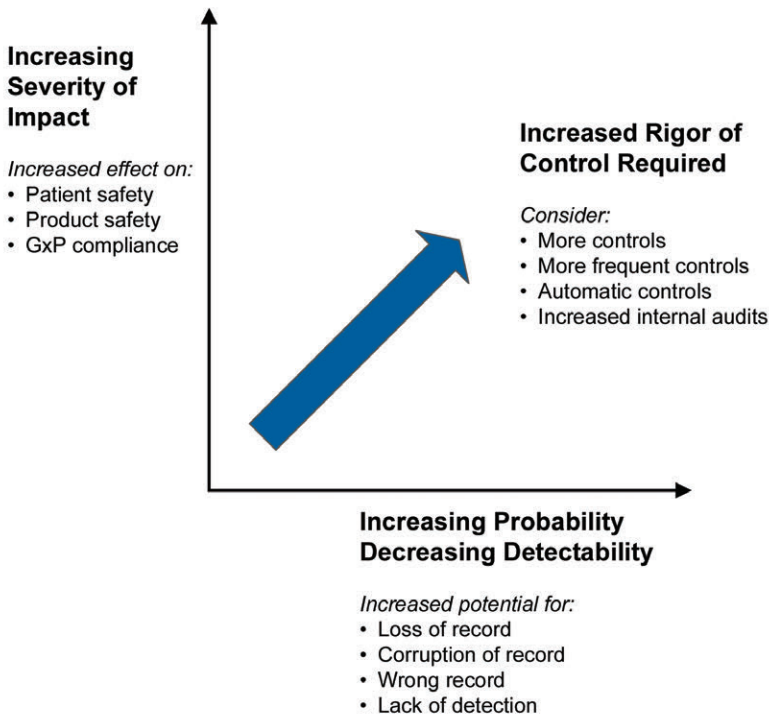 Increasing
Severity of
Impact
Increased effect on:
• Patient safety
• Product safety
• GxP compliance
Increased Rigor of
Control Required
Consider:
• More controls
• More frequent controls
• Automatic controls
• Increased internal audits
Increasing Probability
Decreasing Detectability
Increased potential for:
• Loss of record
• Corruption of record
• Wrong record
• Lack of detection